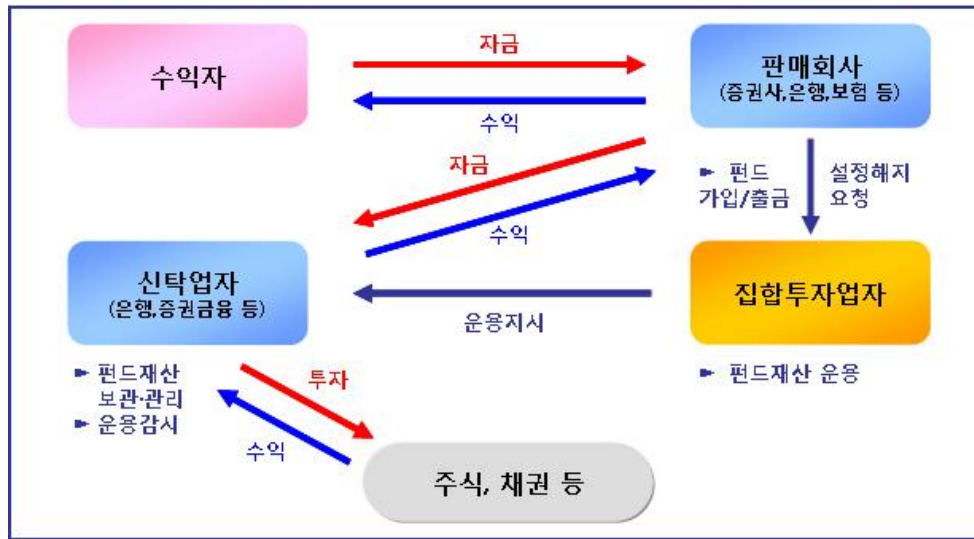 자금
수익자
판매회사
(증권사,은행,보험 등)
수익
자금
► 펀드
가입/출금
설정해지
요청
수익
신탁업자
(은행,증권금융 등)
집합투자업자
운용지시
► 펀드재산
보관·관리
► 운용감시
투자
► 펀드재산 운용
수익
주식, 채권 등